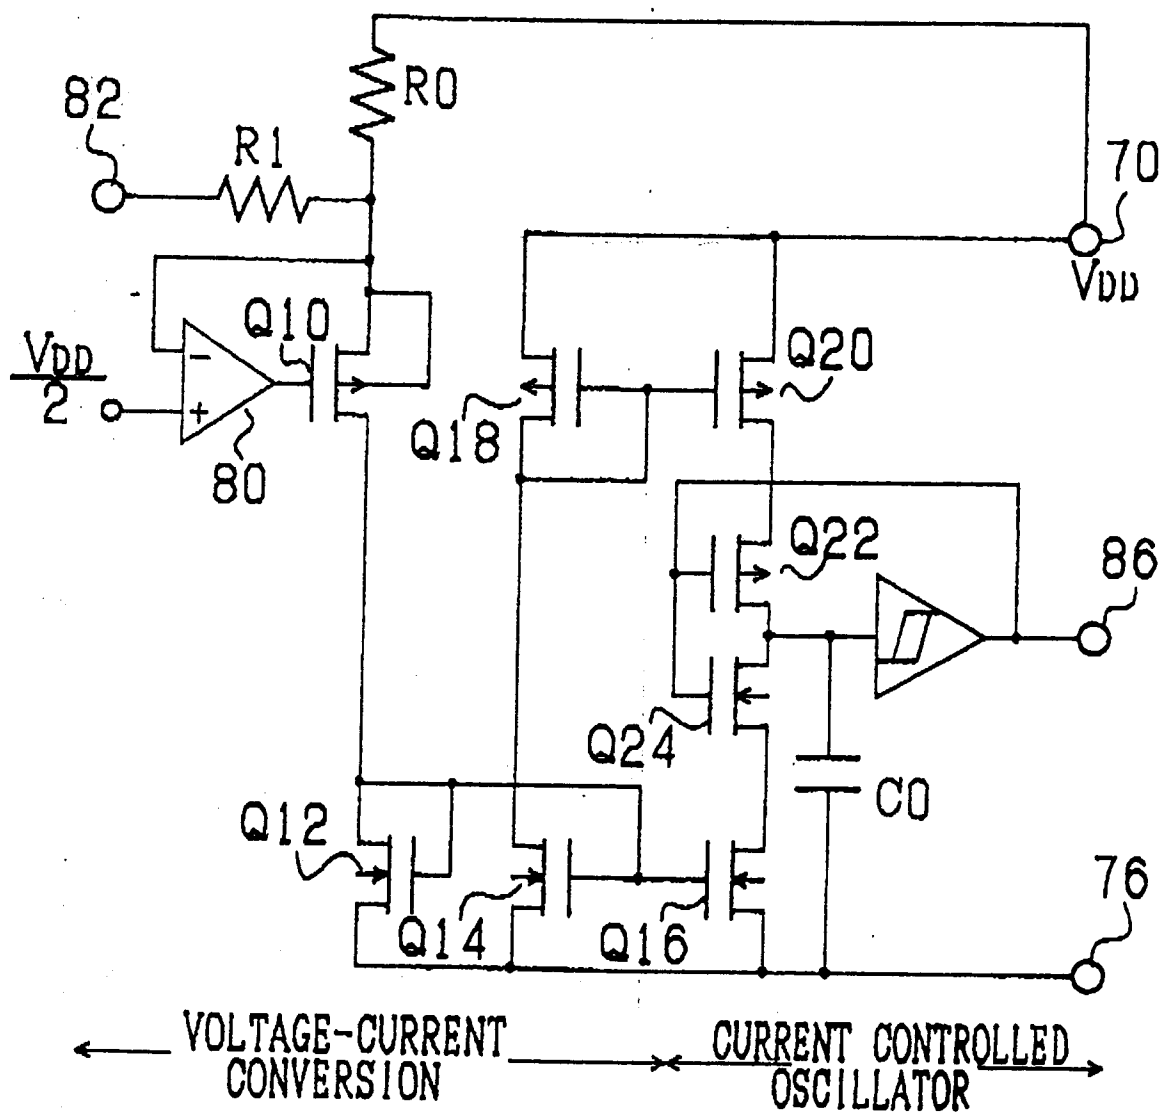 82
R0
R1
70
VDD
Q10
VDD
2
−
+
80
Q18
Q20
Q22
86
Q24
C0
Q12
Q14
Q16
76
VOLTAGE-CURRENT
CONVERSION
CURRENT CONTROLLED
OSCILLATOR